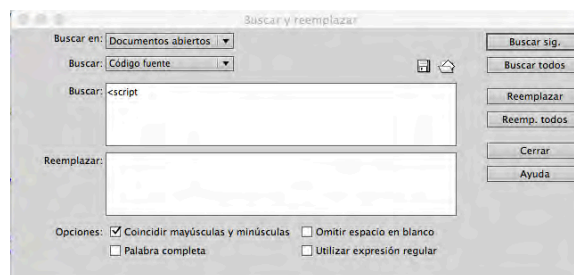 Buscar y reemplazar
Buscar en: Documentos abiertos
Buscar sig.
Buscar: Código fuente
Buscar todos
Buscar: <script
Reemplazar
Reemp. todos
Cerrar
Reemplazar:
Ayuda
Opciones: Coincidir mayúsculas y minúsculas Omitir espacio en blanco
Palabra completa Utilizar expresión regular